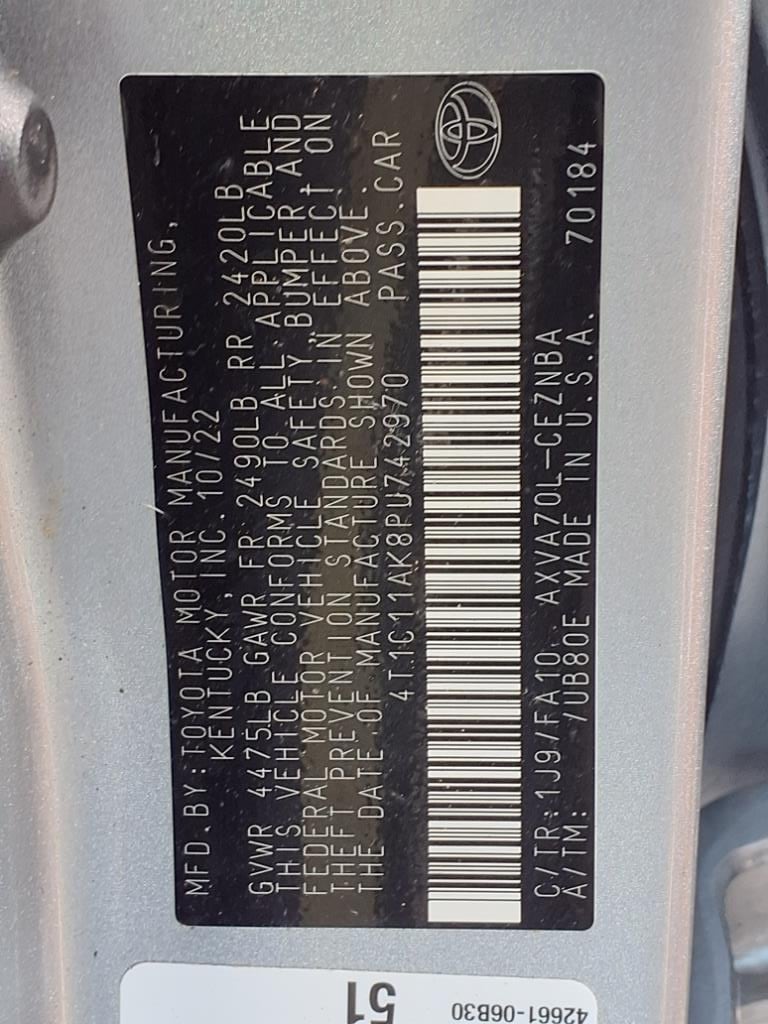 MFD.BY:TOYOTA MOTOR MANUFACTURING,
KENTUCKY, INC. 10/22
GVWR 4475LB GAWR FR 2490LB RR 2420LB
THIS VEHICLE CONFORMS TO ALL APPLICABLE
FEDERAL MOTOR VEHICLE SAFETY, BUMPER, AND
THEFT PREVENTION STANDARDS IN EFFECT ON
THE DATE OF MANUFACTURE SHOWN ABOVE.
4T1C11AK8PU742970 PASS.CAR
C/TR:1J9/FA10 AXVA70L-CEZNBA
A/TM: /UB80E MADE IN U.S.A. 70184
51
42661-06B30